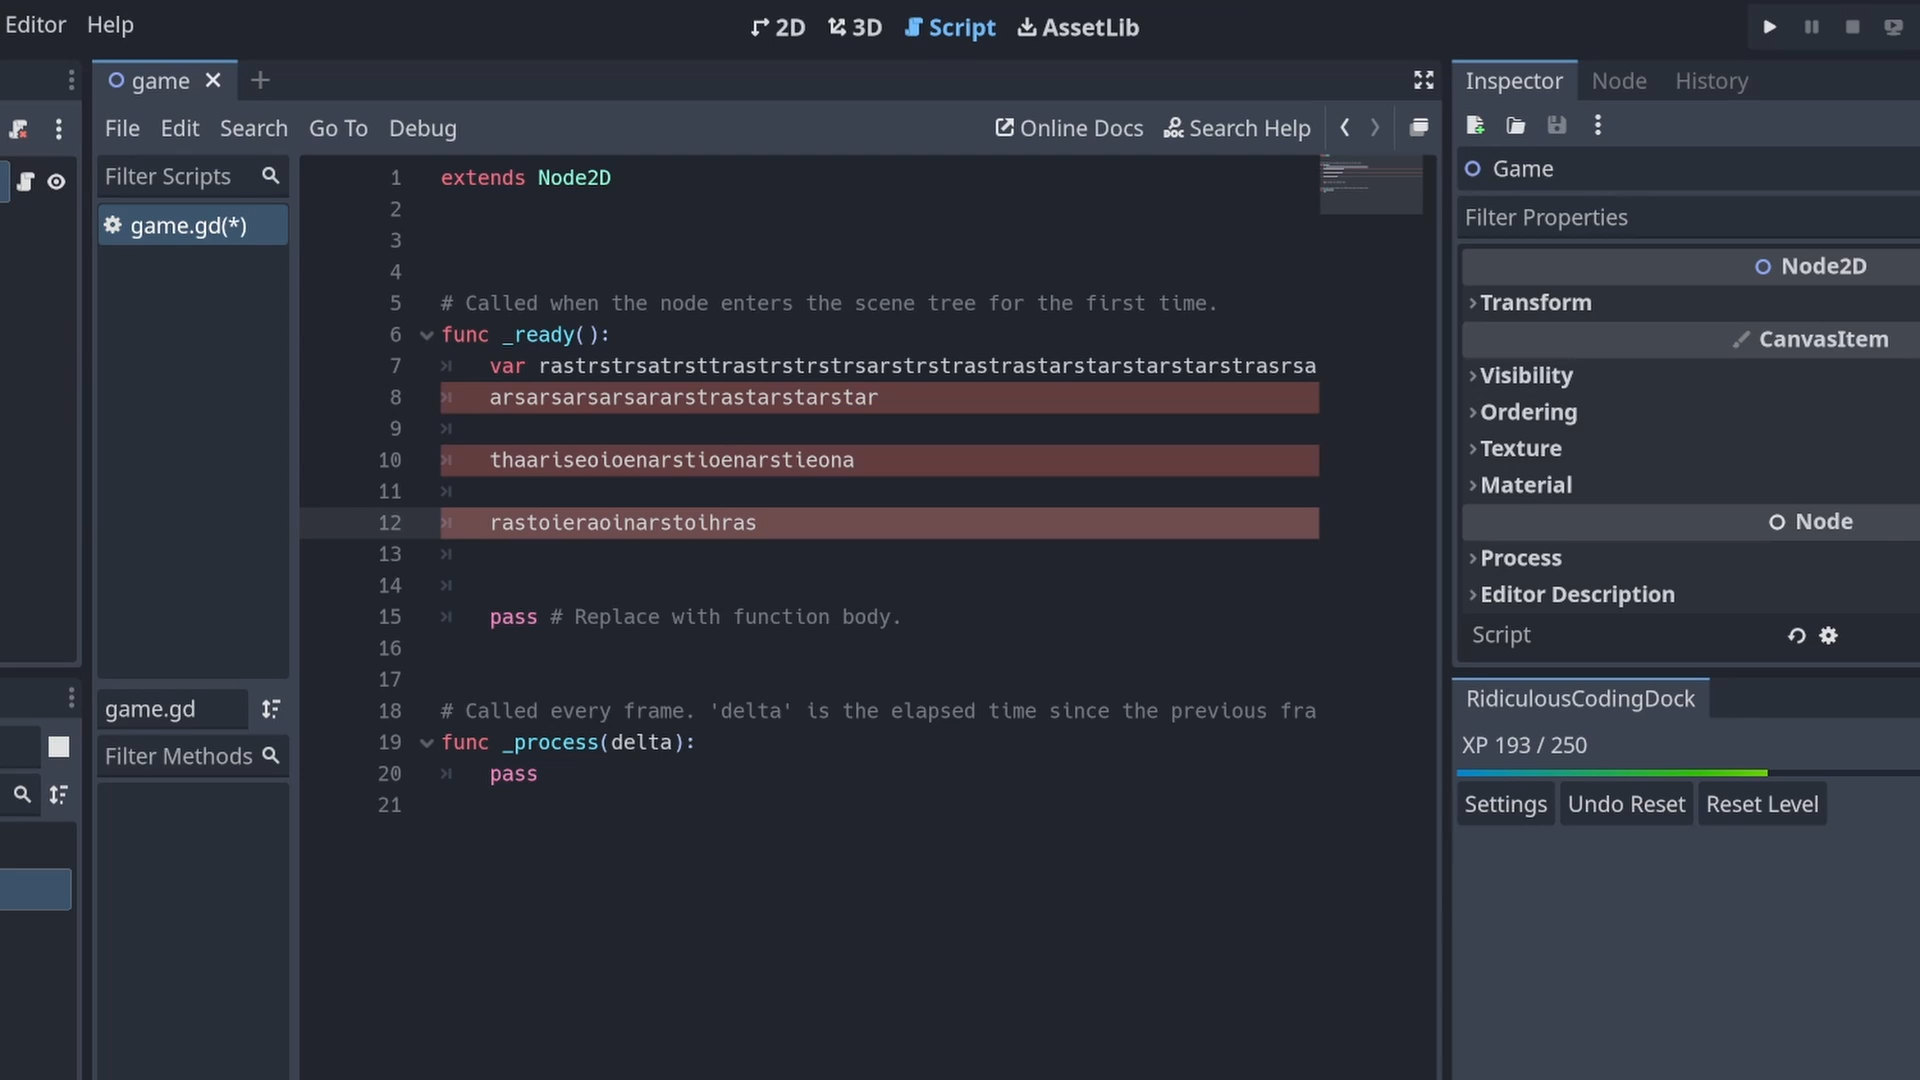 Editor Help
2D 3D Script AssetLib
game
File Edit Search Go To Debug
Online Docs Search Help
Filter Scripts
game.gd(*)
game.gd
Filter Methods
1 extends Node2D
2
3
4
5 # Called when the node enters the scene tree for the first time.
6 func _ready():
7 var rastrstrsatrsttrastrstrstrsarstrstrastrastarstarstarstarstrasrsa
8 arsarsarsarsararstrastarstarstar
9
10 thaariseoioenarstioenarstieona
11
12 rastoieraoinarstoihras
13
14
15 pass # Replace with function body.
16
17
18 # Called every frame. 'delta' is the elapsed time since the previous fra
19 func _process(delta):
20 pass
21
Inspector Node History
Game
Filter Properties
Node2D
Transform
CanvasItem
Visibility
Ordering
Texture
Material
Node
Process
Editor Description
Script
RidiculousCodingDock
XP 193 / 250
Settings Undo Reset Reset Level